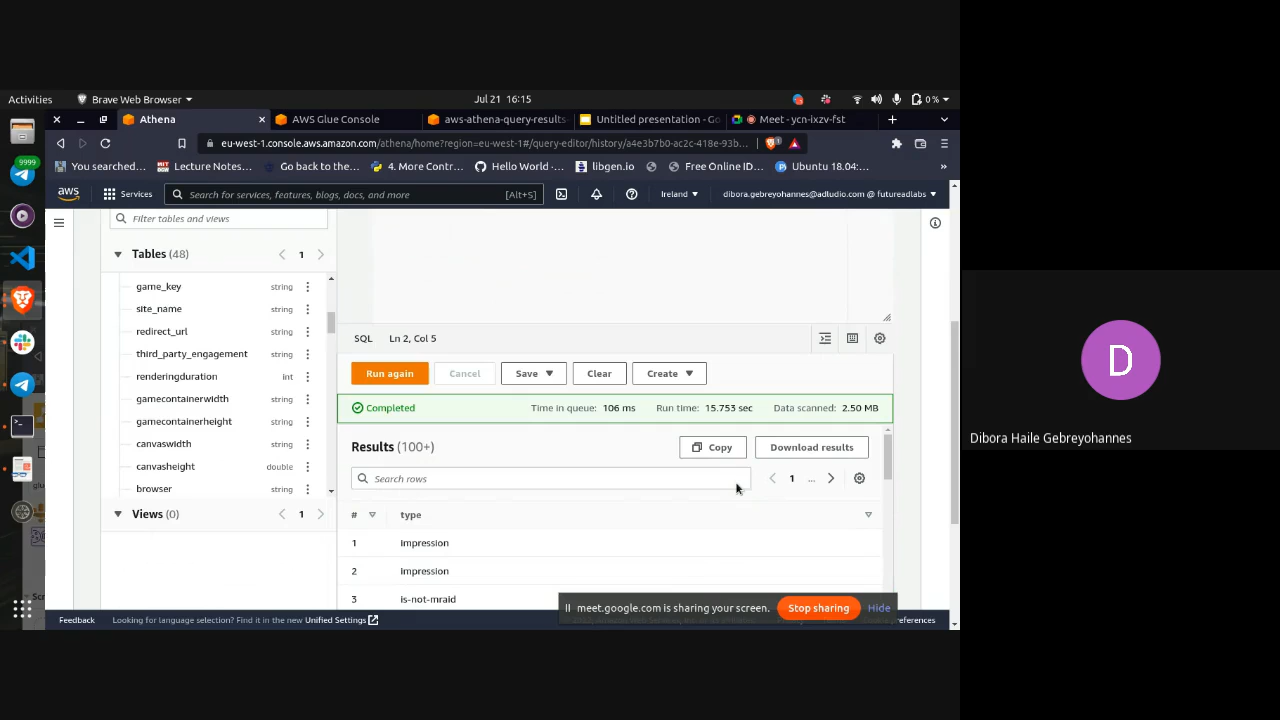 Activities
Brave Web Browser
Jul 21 16:15
0 %
Athena
AWS Glue Console
aws-athena-query-results-
Untitled presentation - Go
Meet - ycn-ixzv-fst
eu-west-1.console.aws.amazon.com/athena/home?region=eu-west-1#/query-editor/history/a4e3b7b0-ac2c-418e-93b...
1
9999
You searched...
MIT Lecture Notes...
Go back to the...
4. More Contr...
Hello World ·...
libgen.io
Ubuntu 18.04:...
»
aws
Services
Search for services, features, blogs, docs, and more
[Alt+S]
Ireland
dibora.gebreyohannes@adludio.com @ futureadlabs
Filter tables and views
Tables (48)
1
game_key string
site_name string
redirect_url string
third_party_engagement string
renderingduration int
gamecontainerwidth string
gamecontainerheight string
canvaswidth string
canvasheight double
browser string
Views (0)
1
SQL Ln 2, Col 5
Run again
Cancel
Save
Clear
Create
Completed
Time in queue: 106 ms
Run time: 15.753 sec
Data scanned: 2.50 MB
Results (100+)
Copy
Download results
Search rows
1 ...
# type
1 impression
2 impression
3 is-not-mraid
meet.google.com is sharing your screen.
Stop sharing
Hide
Feedback
Looking for language selection? Find it in the new Unified Settings
D
Dibora Haile Gebreyohannes